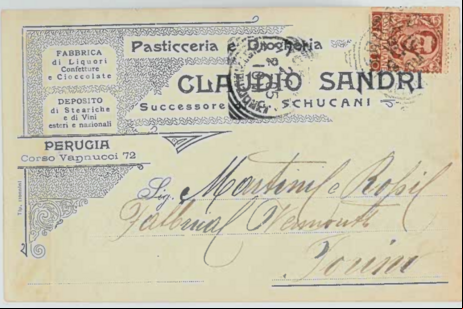 FABBRICA
di Liquori
Confetture
e Cioccolate
DEPOSITO
di Steariche
e di Vini
esteri e nazionali
PERUGIA
Corso Vannucci 72
Pasticceria e Drogheria
CLAUDIO SANDRI
Successore SCHUCANI
Sig. Martini e Rossi
Vermouth
Torino